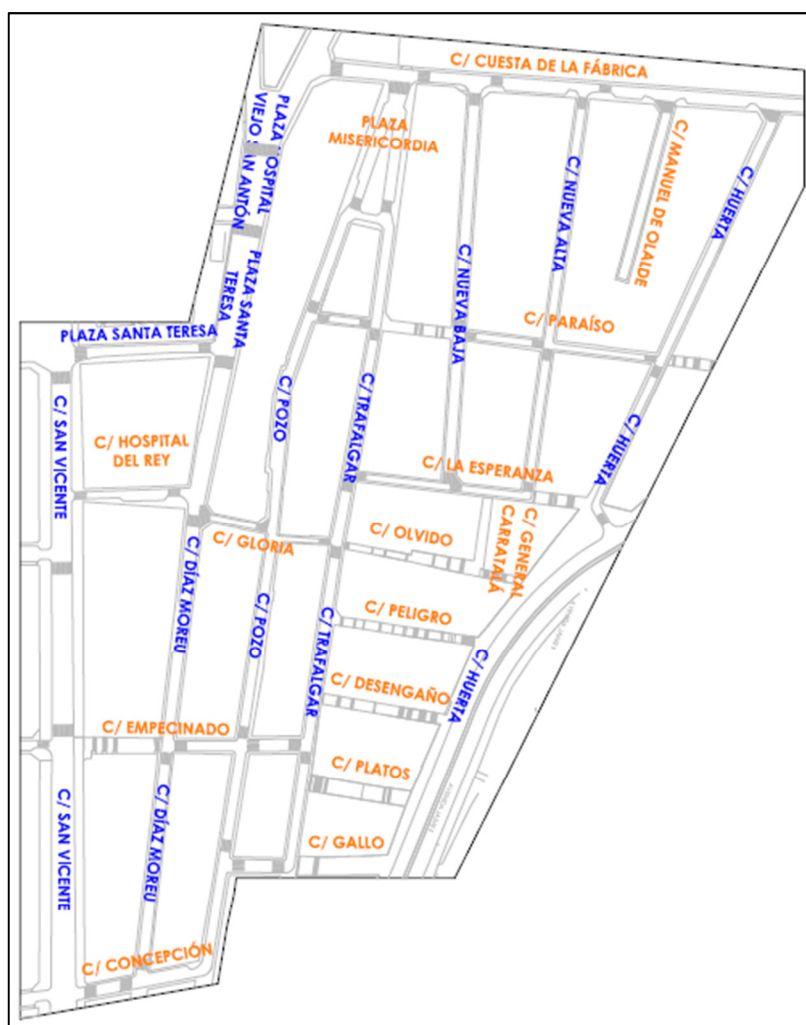 C/ CUESTA DE LA FÁBRICA
PLAZA HOSPITAL
VIEJO SAN ANTÓN
PLAZA
MISERICORDIA
C/ MANUEL DE OLALDE
C/ HUERTA
C/ NUEVA ALTA
C/ NUEVA BAJA
PLAZA SANTA
TERESA
C/ PARAÍSO
PLAZA SANTA TERESA
C/ POZO
C/ TRAFALGAR
C/ SAN VICENTE
C/ HOSPITAL
DEL REY
C/ HUERTA
C/ LA ESPERANZA
C/ GENERAL
CARRATALÁ
C/ OLVIDO
C/ GLORIA
C/ DÍAZ MOREU
C/ POZO
C/ PELIGRO
C/ TRAFALGAR
C/ HUERTA
C/ DESENGAÑO
C/ EMPECINADO
C/ PLATOS
C/ SAN VICENTE
C/ DÍAZ MOREU
C/ GALLO
C/ CONCEPCIÓN